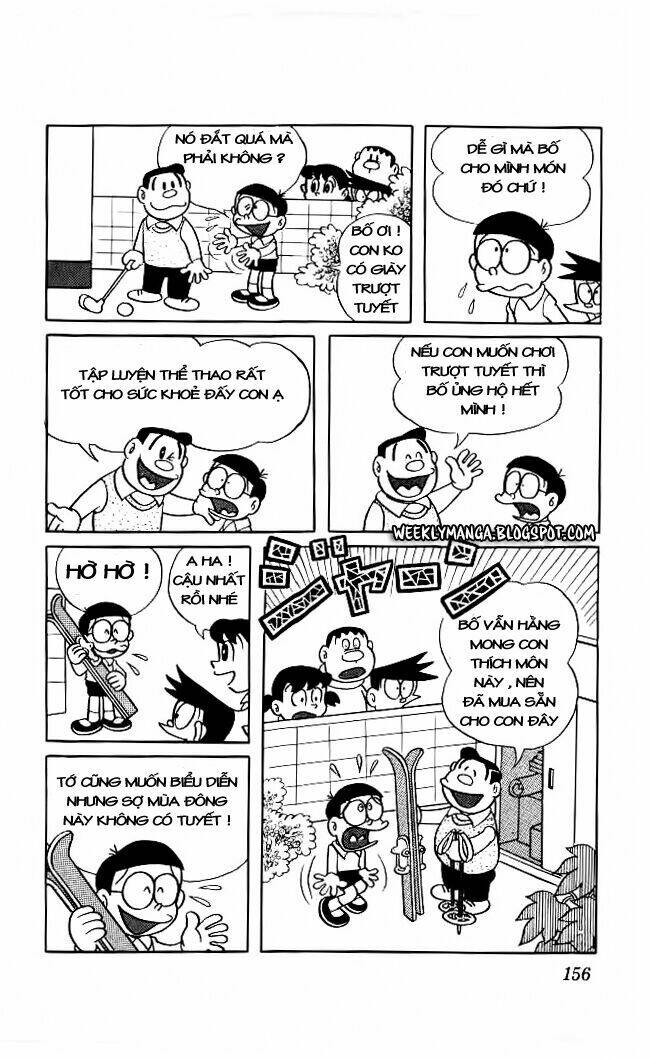 DỄ GÌ MÀ BỐ
CHO MÌNH MÓN
ĐÓ CHỨ !
BỐ ƠI !
CON KO
CÓ GIÀY
TRƯỢT
TUYẾT
NÓ ĐẮT QUÁ MÀ
PHẢI KHÔNG ?
NẾU CON MUỐN CHƠI
TRƯỢT TUYẾT THÌ
BỐ ỦNG HỘ HẾT
MÌNH !
TẬP LUYỆN THỂ THAO RẤT
TỐT CHO SỨC KHOẺ ĐẤY CON Ạ
WEEKLYMANGA.BLOGSPOT.COM
ジャーン
BỐ VẪN HẰNG
MONG CON
THÍCH MÔN
NÀY , NÊN
ĐÃ MUA SẴN
CHO CON ĐÂY
A HA !
CẬU NHẤT
RỒI NHÉ
HỜ HỜ !
TỚ CŨNG MUỐN BIỂU DIỄN
NHƯNG SỢ MÙA ĐÔNG
NÀY KHÔNG CÓ TUYẾT !
156